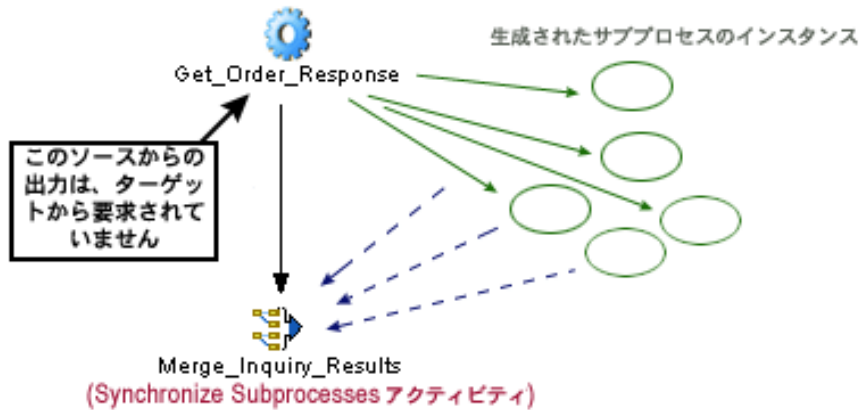 生成されたサブプロセスのインスタンス
Get_Order_Response
このソースからの
出力は、ターゲッ
トから要求されて
いません
Merge_Inquiry_Results
(Synchronize Subprocesses アクティビティ)